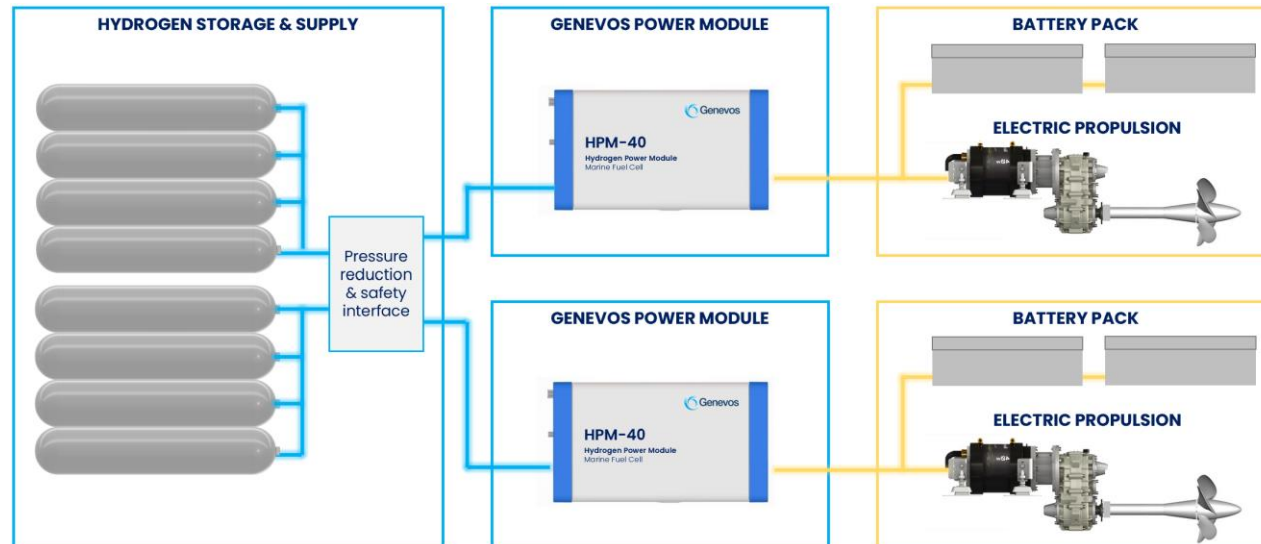 HYDROGEN STORAGE & SUPPLY
Pressure
reduction
& safety
interface
GENEVOS POWER MODULE
Genevos
HPM-40
Hydrogen Power Module
Marine Fuel Cell
BATTERY PACK
ELECTRIC PROPULSION
GENEVOS POWER MODULE
Genevos
HPM-40
Hydrogen Power Module
Marine Fuel Cell
BATTERY PACK
ELECTRIC PROPULSION